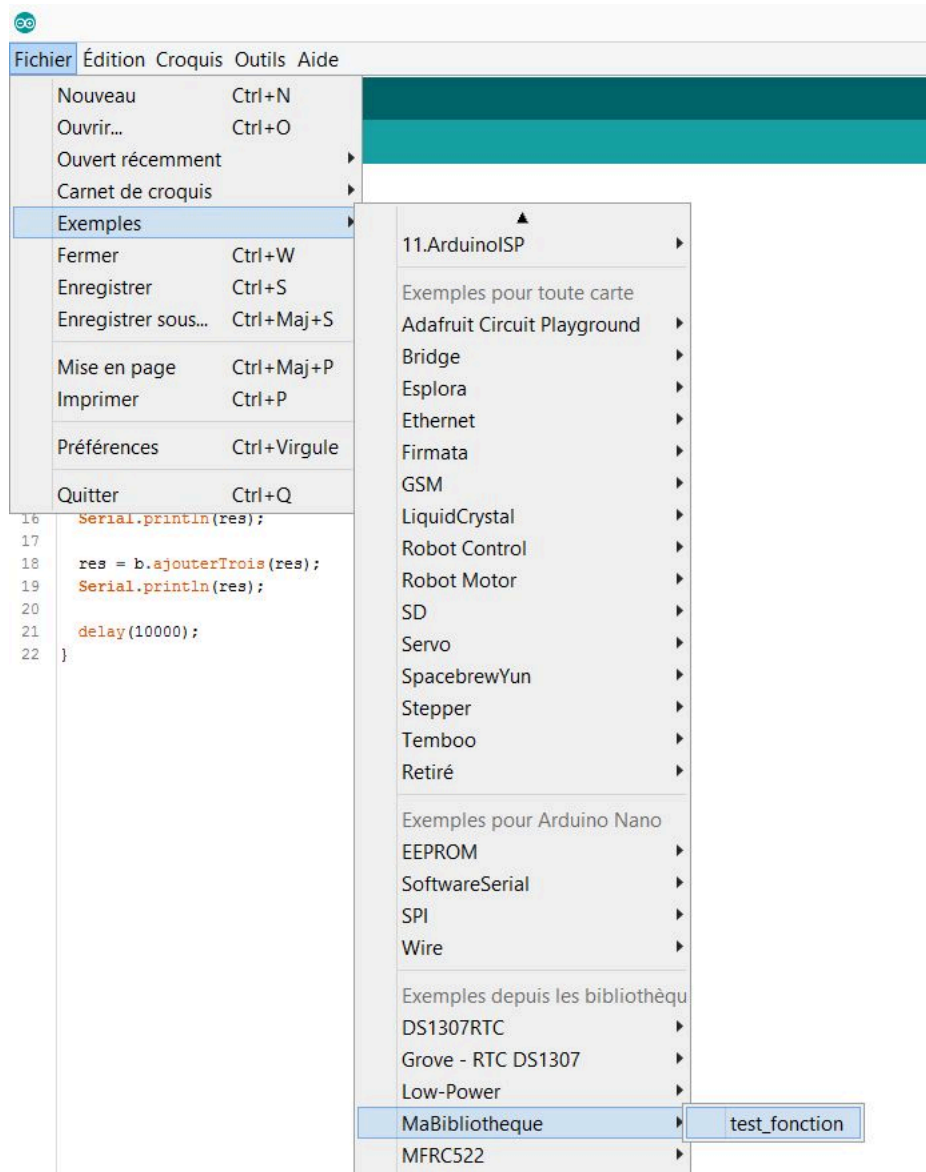 Fichier Édition Croquis Outils Aide
Nouveau Ctrl+N
Ouvrir... Ctrl+O
Ouvert récemment
Carnet de croquis
Exemples
Fermer Ctrl+W
Enregistrer Ctrl+S
Enregistrer sous... Ctrl+Maj+S
Mise en page Ctrl+Maj+P
Imprimer Ctrl+P
Préférences Ctrl+Virgule
Quitter Ctrl+Q
11.ArduinoISP
Exemples pour toute carte
Adafruit Circuit Playground
Bridge
Esplora
Ethernet
Firmata
GSM
LiquidCrystal
Robot Control
Robot Motor
SD
Servo
SpacebrewYun
Stepper
Temboo
Retiré
Exemples pour Arduino Nano
EEPROM
SoftwareSerial
SPI
Wire
Exemples depuis les bibliothèqu
DS1307RTC
Grove - RTC DS1307
Low-Power
MaBibliotheque
MFRC522
test_fonction
16 Serial.println(res);
17
18 res = b.ajouterTrois(res);
19 Serial.println(res);
20
21 delay(10000);
22 }